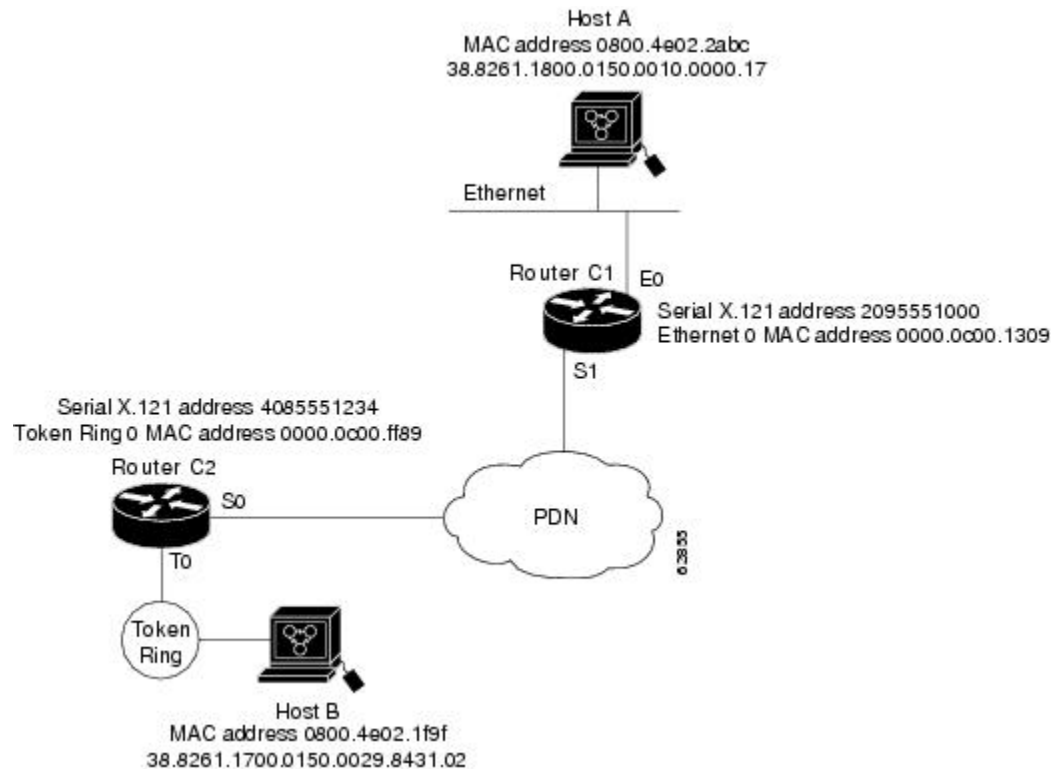 Host A
MAC address 0800.4e02.2abc
38.8261.1800.0150.0010.0000.17
Ethernet
Router C1
E0
Serial X.121 address 2095551000
Ethernet 0 MAC address 0000.0c00.1309
S1
Serial X.121 address 4085551234
Token Ring 0 MAC address 0000.0c00.ff89
Router C2
S0
PDN
62855
T0
Token
Ring
Host B
MAC address 0800.4e02.1f9f
38.8261.1700.0150.0029.8431.02